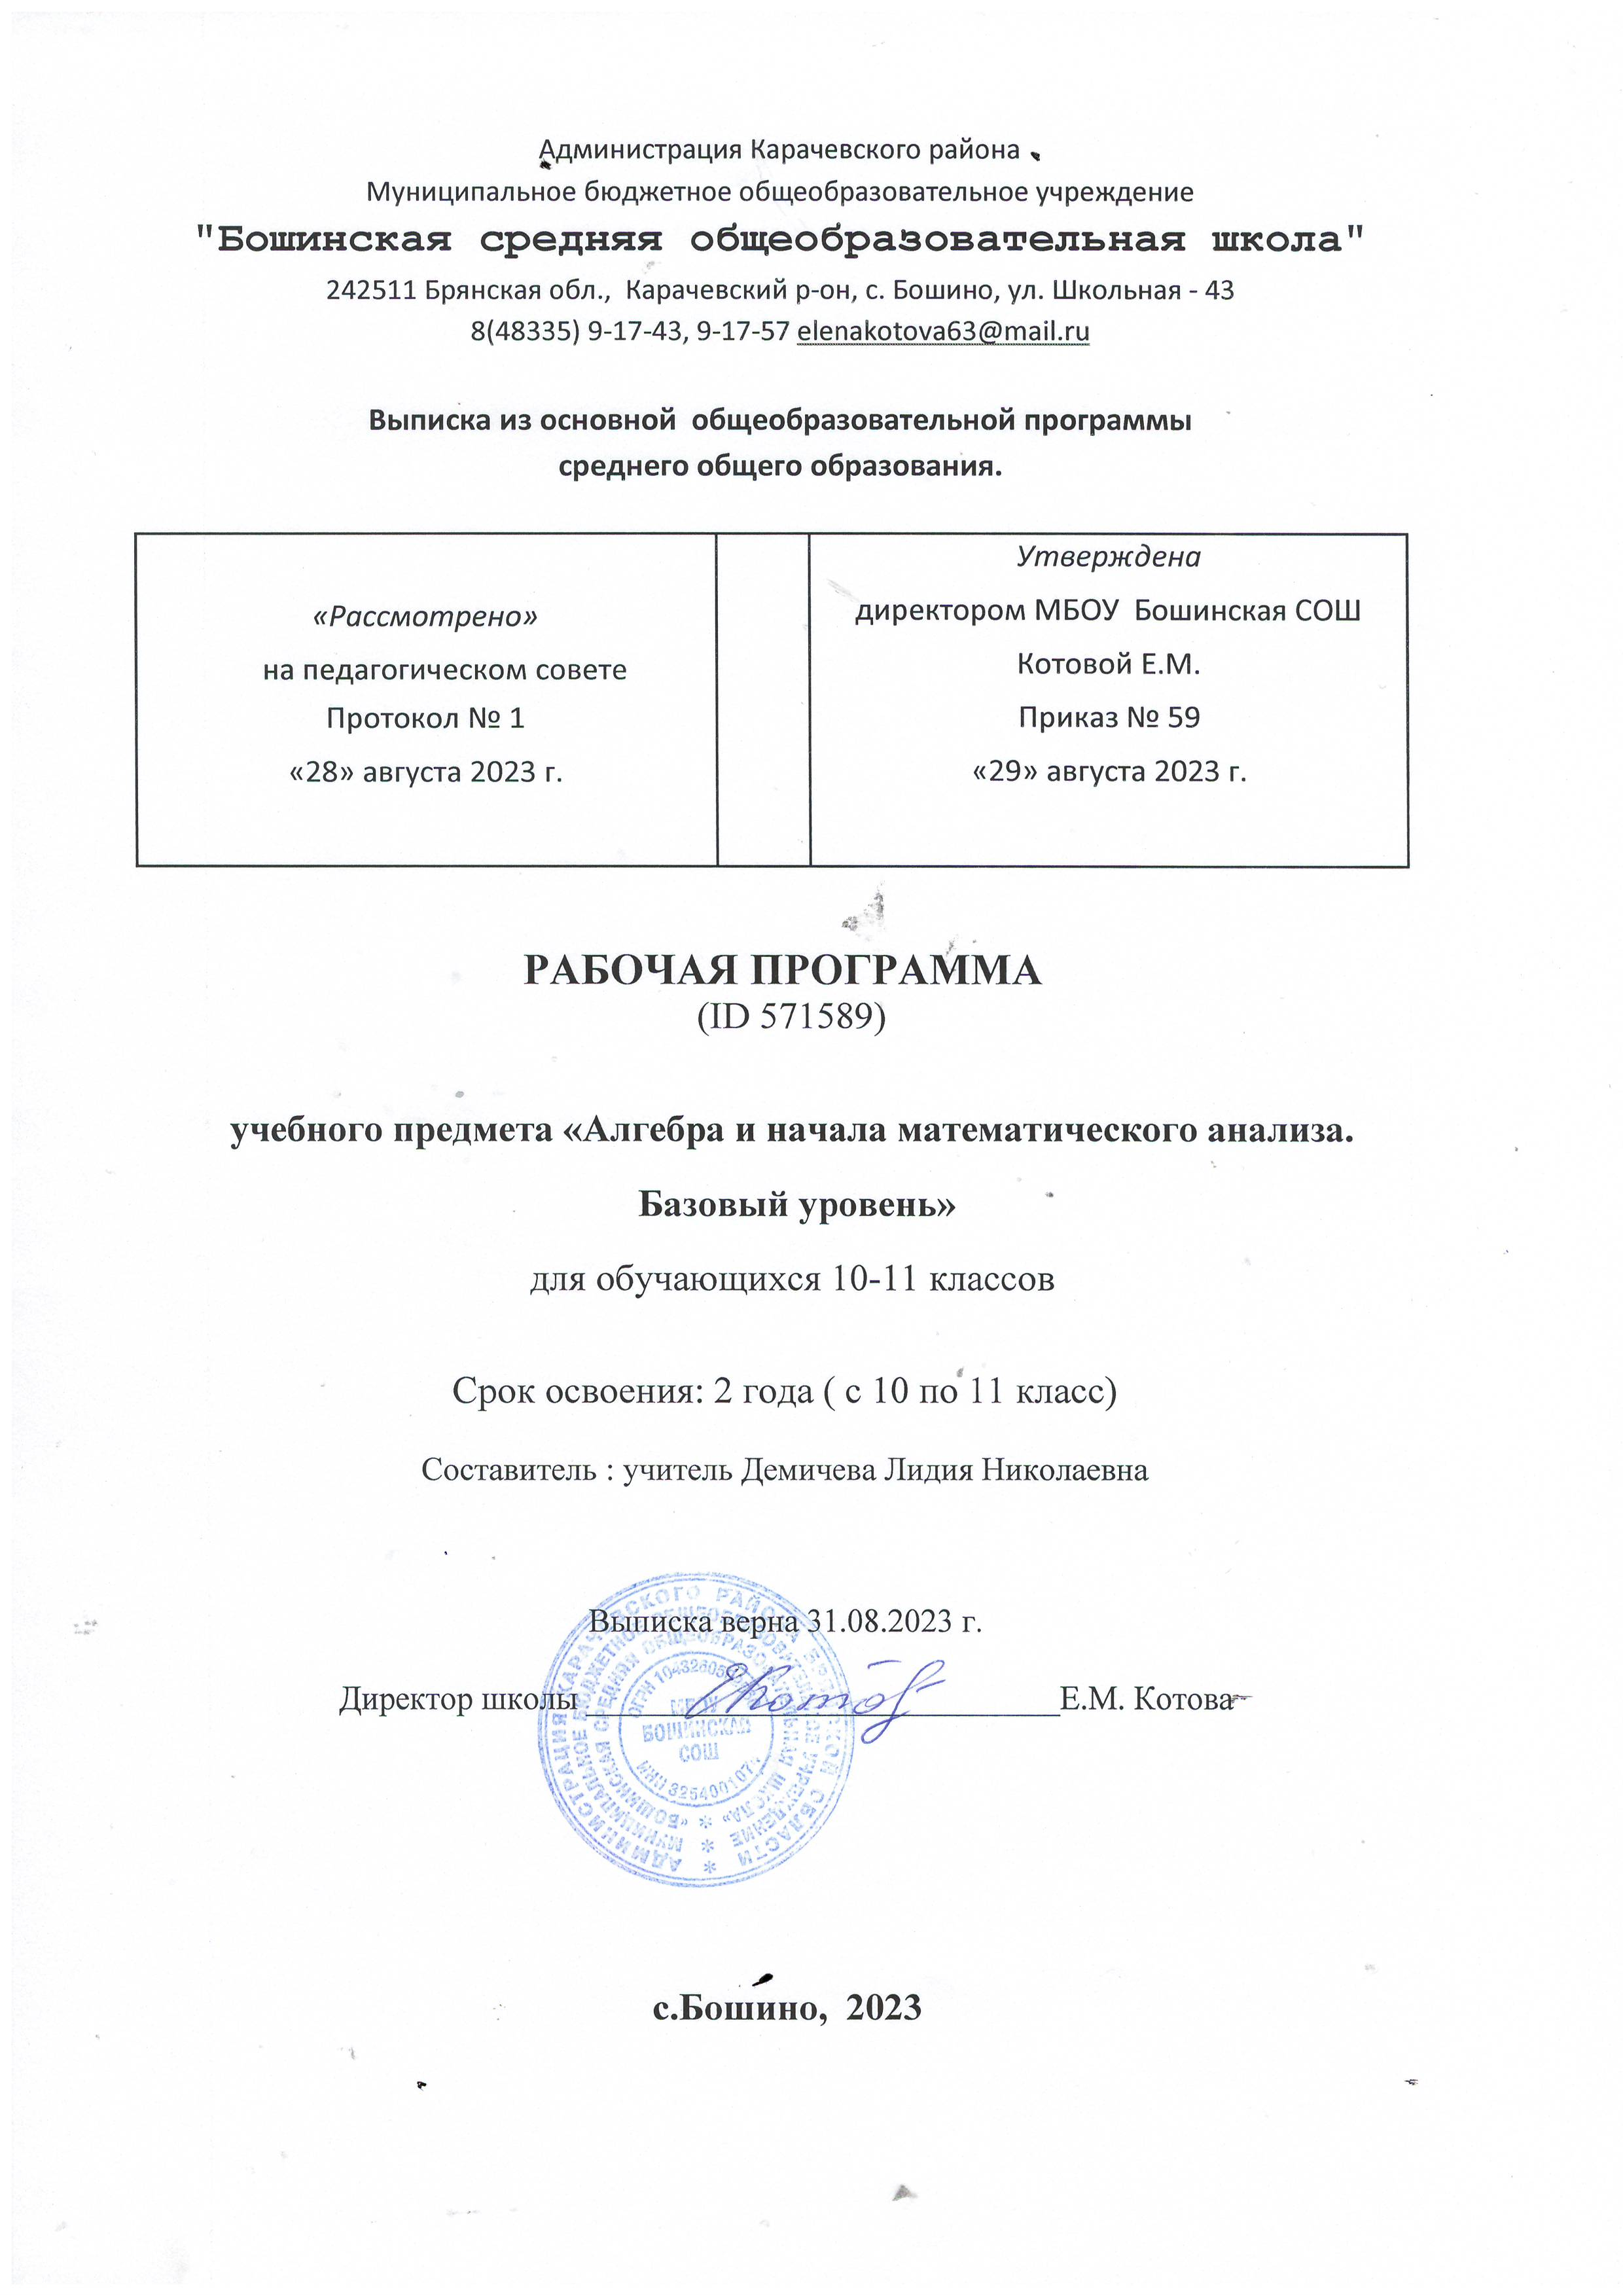 Администрация Карачевского района
Муниципальное бюджетное общеобразовательное учреждение
"Бошинская средняя общеобразовательная школа"
242511 Брянская обл., Карачевский р-он, с. Бошино, ул. Школьная - 43
8(48335) 9-17-43, 9-17-57 elenakotova63@mail.ru
Выписка из основной общеобразовательной программы
среднего общего образования.
«Рассмотрено»
на педагогическом совете
Протокол № 1
«28» августа 2023 г.
Утверждена
директором МБОУ Бошинская СОШ
Котовой Е.М.
Приказ № 59
«29» августа 2023 г.
РАБОЧАЯ ПРОГРАММА
(ID 571589)
учебного предмета «Алгебра и начала математического анализа.
Базовый уровень»
для обучающихся 10-11 классов
Срок освоения: 2 года ( с 10 по 11 класс)
Составитель : учитель Демичева Лидия Николаевна
Выписка верна 31.08.2023 г.
Директор школы Е.М. Котова
МБОУ
БОШИНСКАЯ
СОШ
с.Бошино, 2023